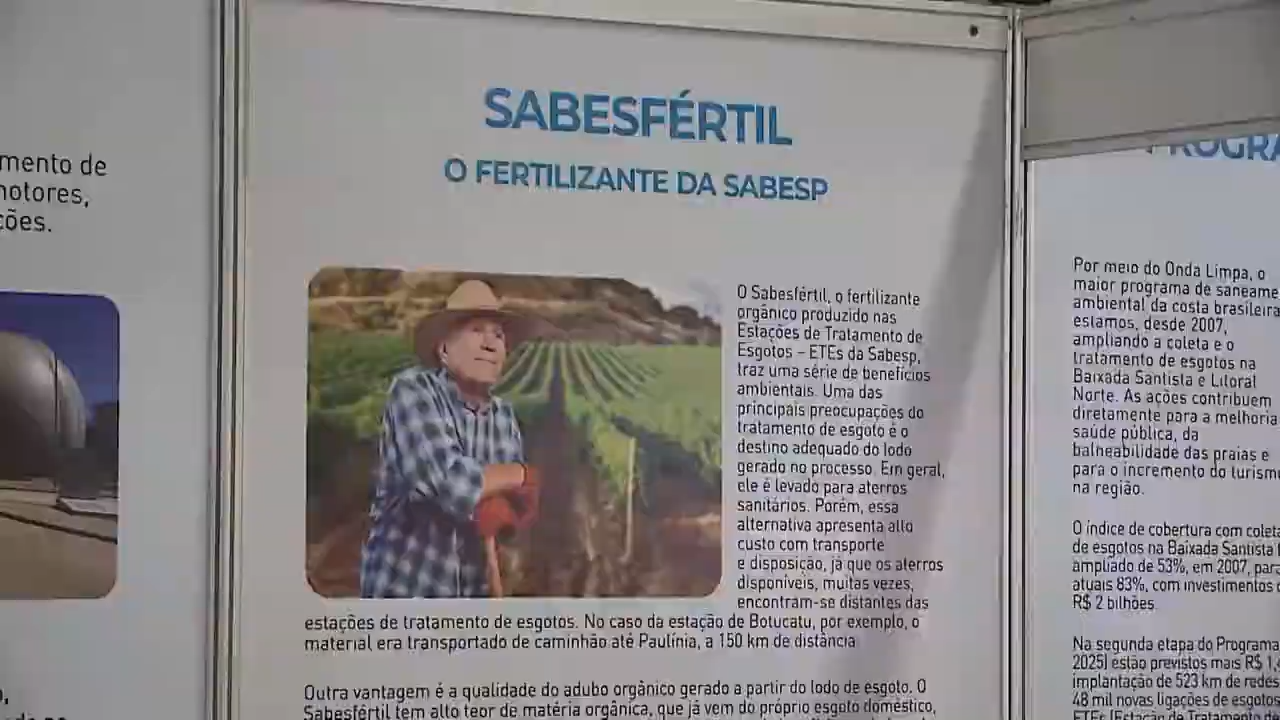 mento de
motores,
ções.
SABESFÉRTIL
O FERTILIZANTE DA SABESP
O Sabesfértil, o fertilizante
orgânico produzido nas
Estações de Tratamento de
Esgotos – ETEs da Sabesp,
traz uma série de benefícios
ambientais. Uma das
principais preocupações do
tratamento de esgoto é o
destino adequado do lodo
gerado no processo. Em geral,
ele é levado para aterros
sanitários. Porém, essa
alternativa apresenta alto
custo com transporte
e disposição, já que os aterros
disponíveis, muitas vezes,
encontram-se distantes das
estações de tratamento de esgotos. No caso da estação de Botucatu, por exemplo, o
material era transportado de caminhão até Paulínia, a 150 km de distância
Outra vantagem é a qualidade do adubo orgânico gerado a partir do lodo de esgoto. O
Sabesfértil tem alto teor de matéria orgânica, que já vem do próprio esgoto doméstico,
PROGRA
Por meio do Onda Limpa, o
maior programa de saneame
ambiental da costa brasileira
estamos, desde 2007,
ampliando a coleta e o
tratamento de esgotos na
Baixada Santista e Litoral
Norte. As ações contribuem
diretamente para a melhoria
saúde pública, da
balneabilidade das praias e
para o incremento do turism
na região.
O índice de cobertura com colet
de esgotos na Baixada Santista
ampliado de 53%, em 2007, par
atuais 83%, com investimentos
R$ 2 bilhões.
Na segunda etapa do Programa
2025) estão previstos mais R$ 1,
implantação de 523 km de redes
48 mil novas ligações de esgotos
ETE (Estação de Tratamento de